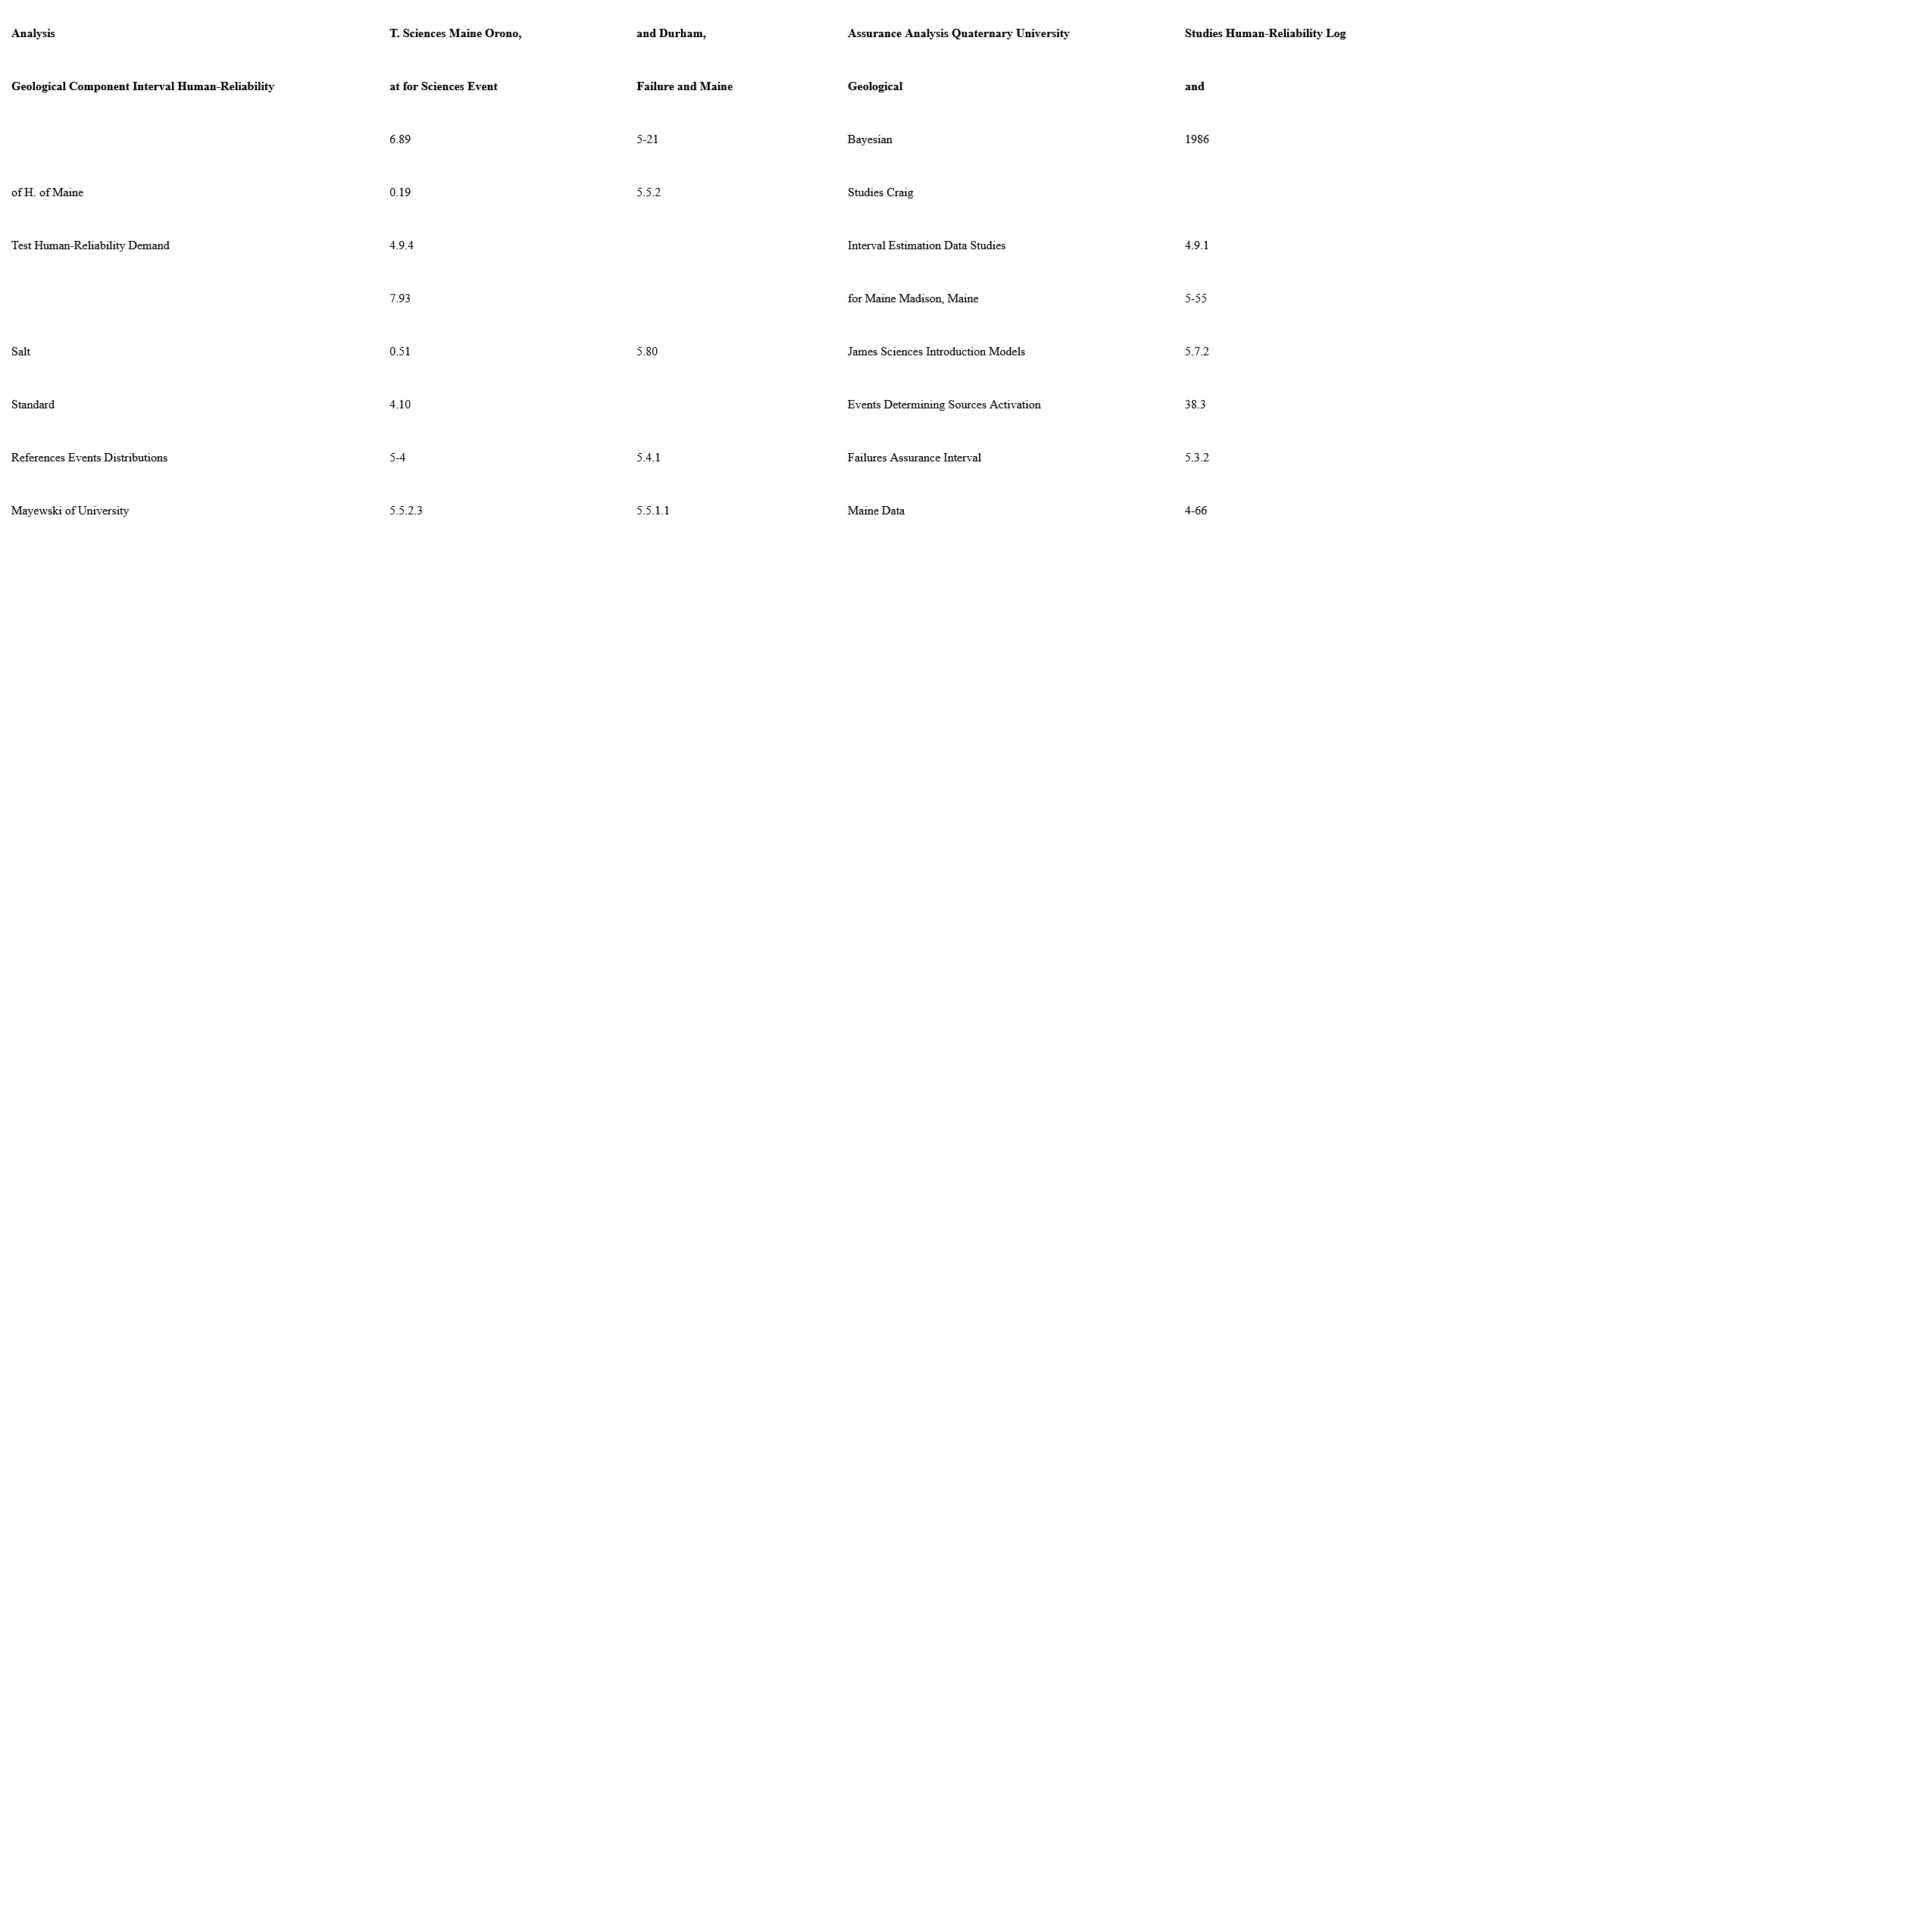 Analysis T. Sciences Maine Orono, and Durham, Assurance Analysis Quaternary University Studies Human-Reliability Log
Geological Component Interval Human-Reliability at for Sciences Event Failure and Maine Geological and
6.89 5-21 Bayesian 1986
of H. of Maine 0.19 5.5.2 Studies Craig
Test Human-Reliability Demand 4.9.4 Interval Estimation Data Studies 4.9.1
7.93 for Maine Madison, Maine 5-55
Salt 0.51 5.80 James Sciences Introduction Models 5.7.2
Standard 4.10 Events Determining Sources Activation 38.3
References Events Distributions 5-4 5.4.1 Failures Assurance Interval 5.3.2
Mayewski of University 5.5.2.3 5.5.1.1 Maine Data 4-66